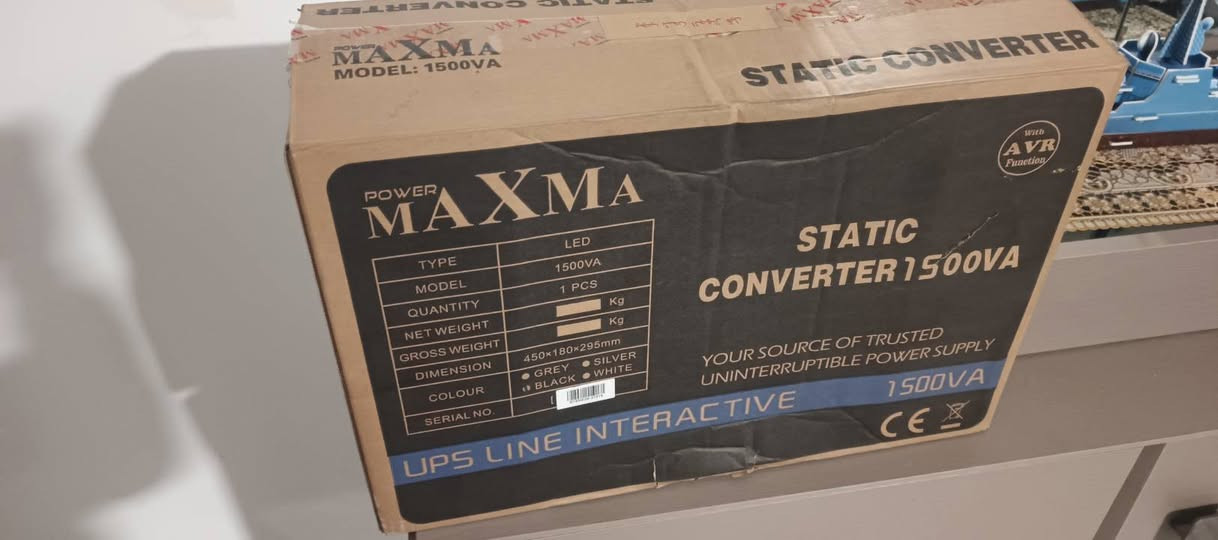 STATIC CONVERTER
POWER
MAXMA
MODEL: 1500VA
STATIC CONVERTER
With
AVR
Function
POWER
MAXMA
TYPE LED
MODEL 1500VA
QUANTITY 1 PCS
NET WEIGHT Kg
GROSS WEIGHT Kg
DIMENSION 450×180×295mm
COLOUR GREY SILVER
BLACK WHITE
SERIAL NO.
STATIC
CONVERTER 1500VA
YOUR SOURCE OF TRUSTED
UNINTERRUPTIBLE POWER SUPPLY
UPS LINE INTERACTIVE 1500VA
CE